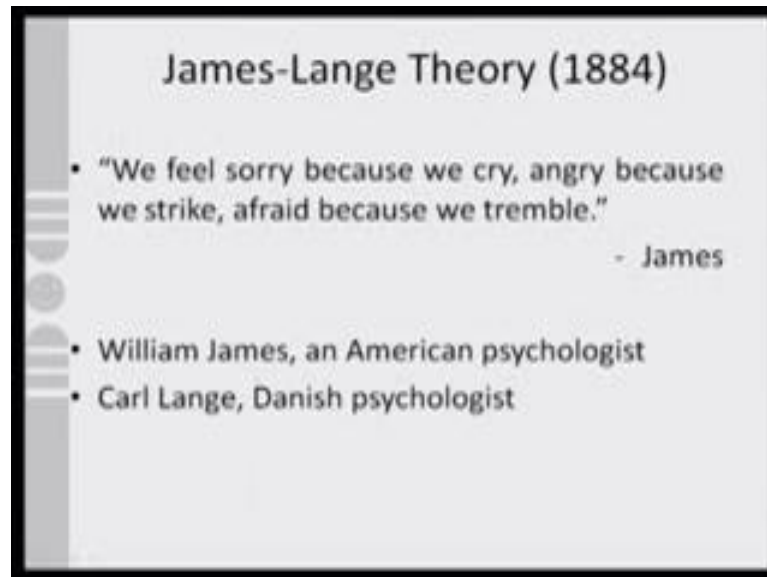 James-Lange Theory (1884)
• “We feel sorry because we cry, angry because
we strike, afraid because we tremble.”
- James
• William James, an American psychologist
• Carl Lange, Danish psychologist